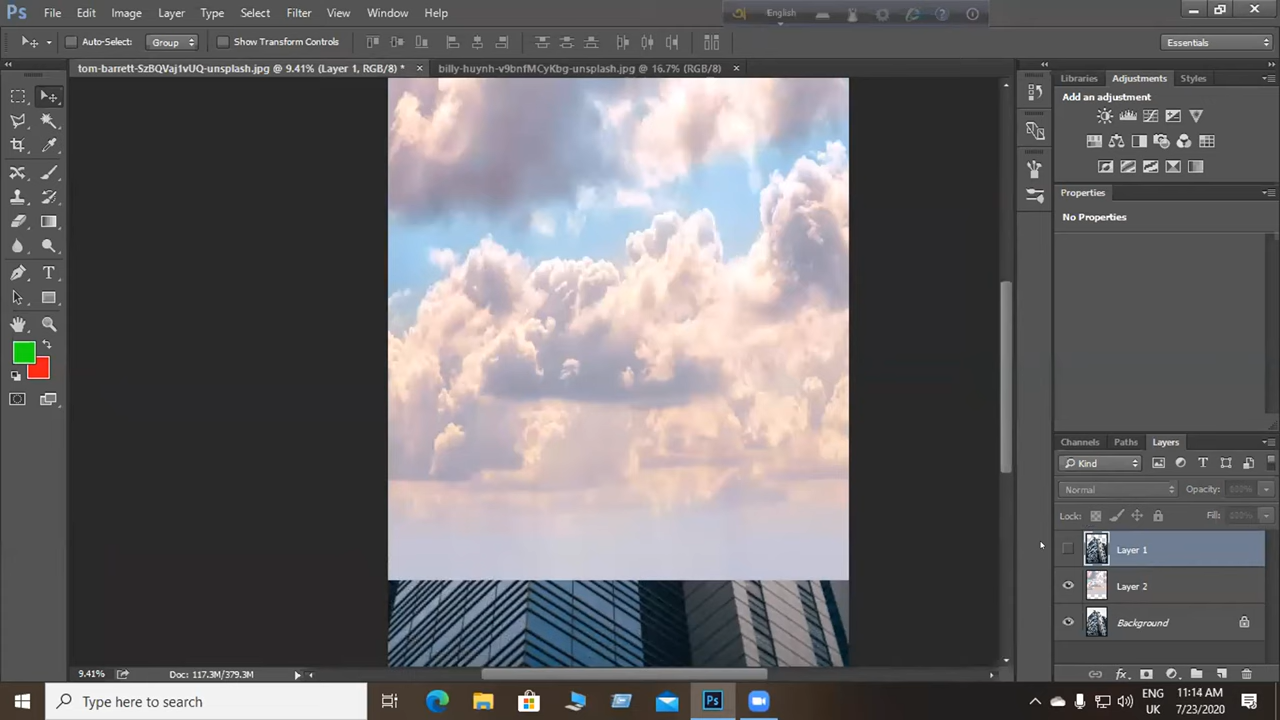 Ps File Edit Image Layer Type Select Filter View Window Help
English
Auto-Select: Group Show Transform Controls
Essentials
tom-barrett-SzBQVaj1vUQ-unsplash.jpg @ 9.41% (Layer 1, RGB/8) *
billy-huynh-v9bnfMCyKbg-unsplash.jpg @ 16.7% (RGB/8)
Libraries Adjustments Styles
Add an adjustment
Properties
No Properties
Channels Paths Layers
Kind
Normal Opacity:
Lock: Fill:
Layer 1
Layer 2
Background
9.41% Doc: 117.3M/379.3M
Type here to search
Ps
ENG
UK
11:14 AM
7/23/2020